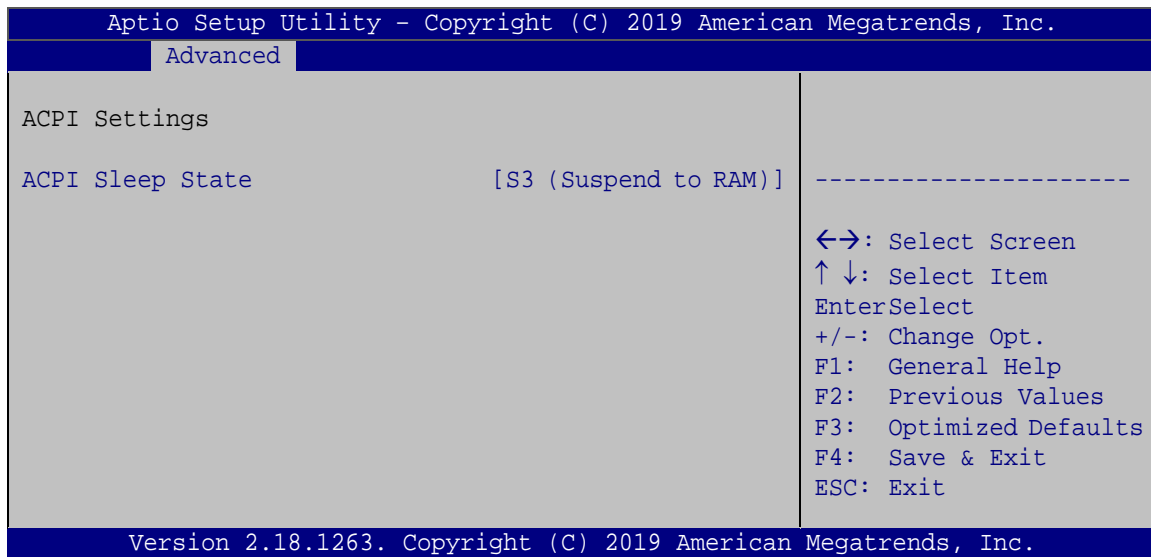 Aptio Setup Utility – Copyright (C) 2019 American Megatrends, Inc.
Advanced
ACPI Settings
ACPI Sleep State [S3 (Suspend to RAM)]
----------------------
←→: Select Screen
↑ ↓: Select Item
EnterSelect
+/-: Change Opt.
F1: General Help
F2: Previous Values
F3: Optimized Defaults
F4: Save & Exit
ESC: Exit
Version 2.18.1263. Copyright (C) 2019 American Megatrends, Inc.